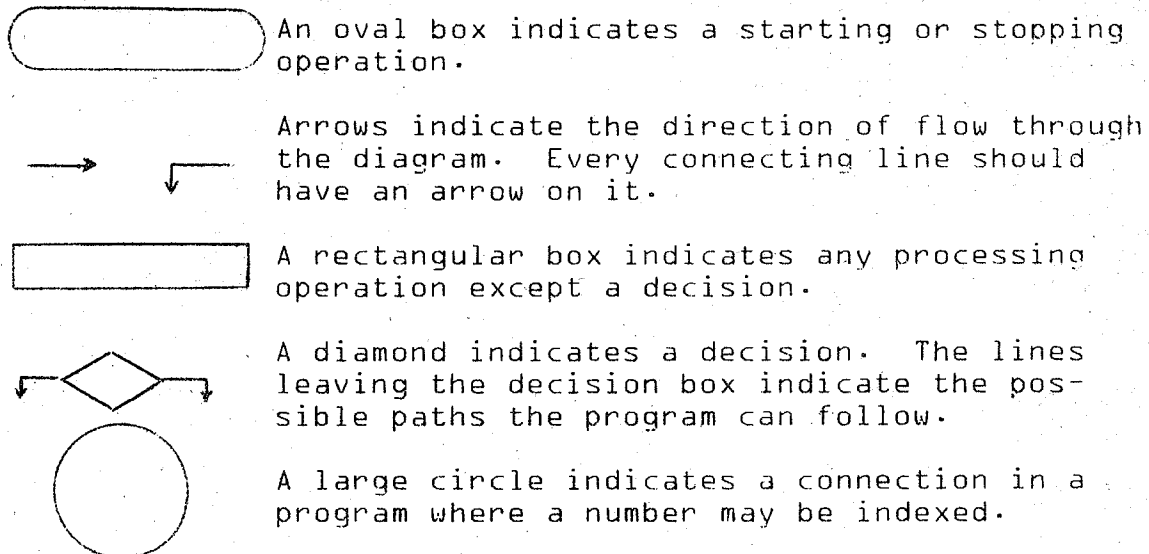 An oval box indicates a starting or stopping
operation.
Arrows indicate the direction of flow through
the diagram. Every connecting line should
have an arrow on it.
A rectangular box indicates any processing
operation except a decision.
A diamond indicates a decision. The lines
leaving the decision box indicate the pos-
sible paths the program can follow.
A large circle indicates a connection in a
program where a number may be indexed.